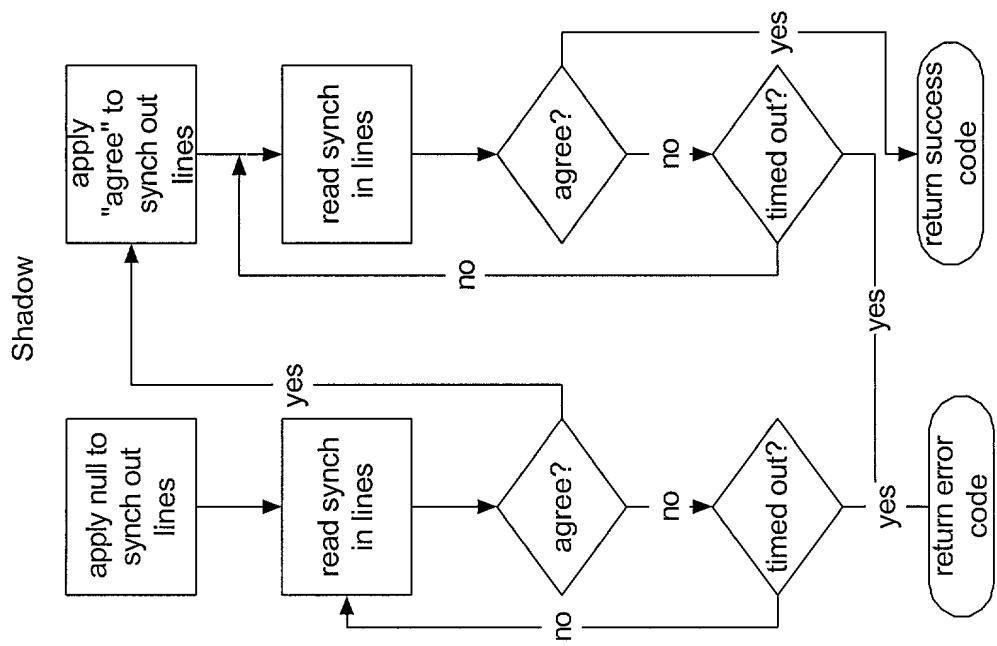 Shadow
apply null to
synch out
lines
read synch
in lines
agree?
yes
no
timed out?
no
yes
return error
code
apply
"agree" to
synch out
lines
read synch
in lines
agree?
yes
no
timed out?
no
yes
return success
code